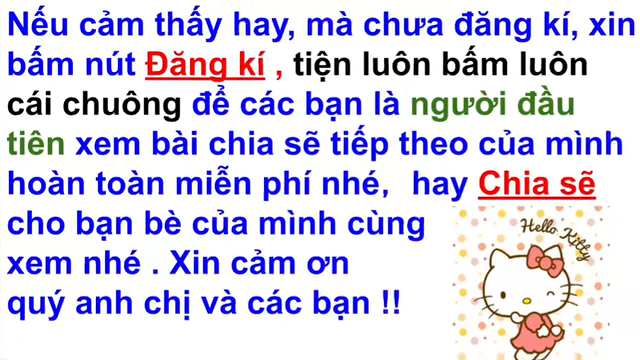 Nếu cảm thấy hay, mà chưa đăng kí, xin
bấm nút Đăng kí , tiện luôn bấm luôn
cái chuông để các bạn là người đầu
tiên xem bài chia sẽ tiếp theo của mình
hoàn toàn miễn phí nhé, hay Chia sẽ
cho bạn bè của mình cùng
xem nhé . Xin cảm ơn
quý anh chị và các bạn !!
Hello Kitty